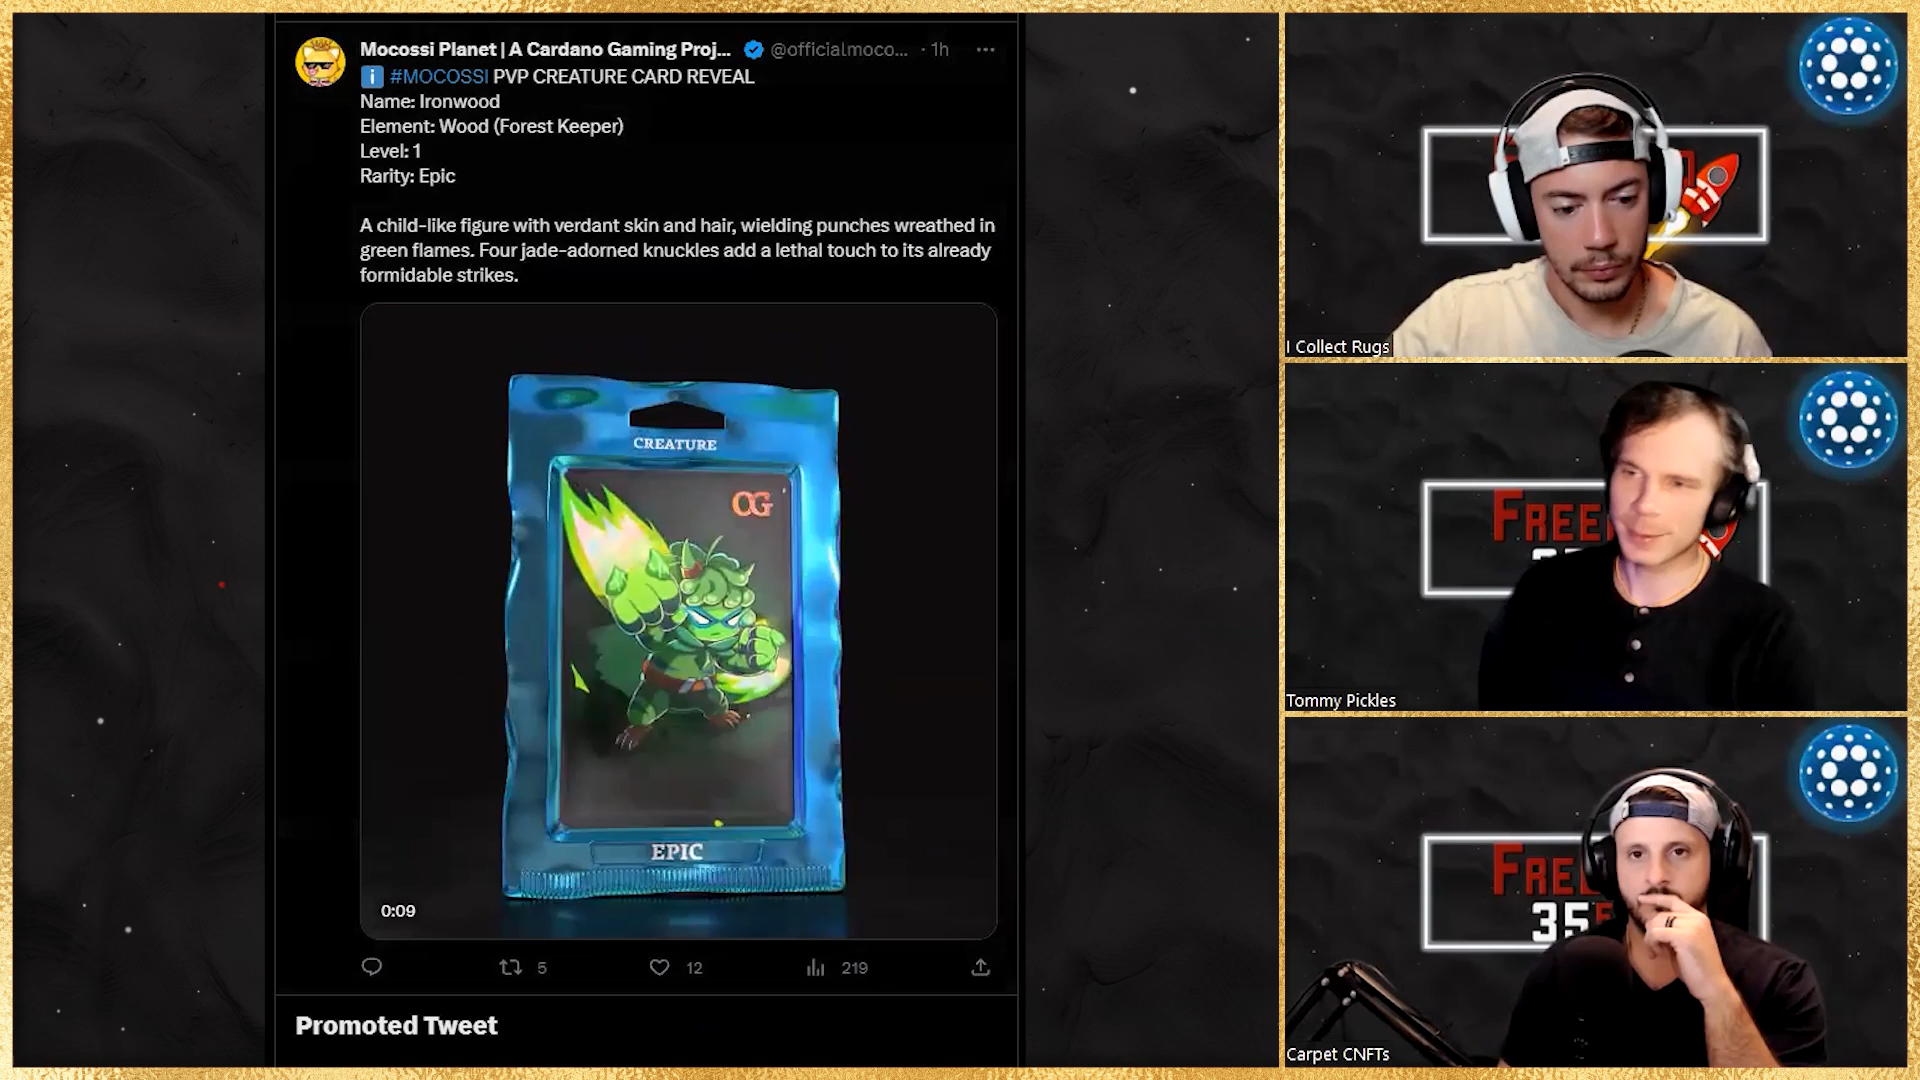 Mocossi Planet | A Cardano Gaming Proj... @officialmoco... · 1h
#MOCOSSI PVP CREATURE CARD REVEAL
Name: Ironwood
Element: Wood (Forest Keeper)
Level: 1
Rarity: Epic
A child-like figure with verdant skin and hair, wielding punches wreathed in
green flames. Four jade-adorned knuckles add a lethal touch to its already
formidable strikes.
CREATURE
OG
EPIC
0:09
5 12 219
Promoted Tweet
I Collect Rugs
FREE
Tommy Pickles
FREE
35
Carpet CNFTs